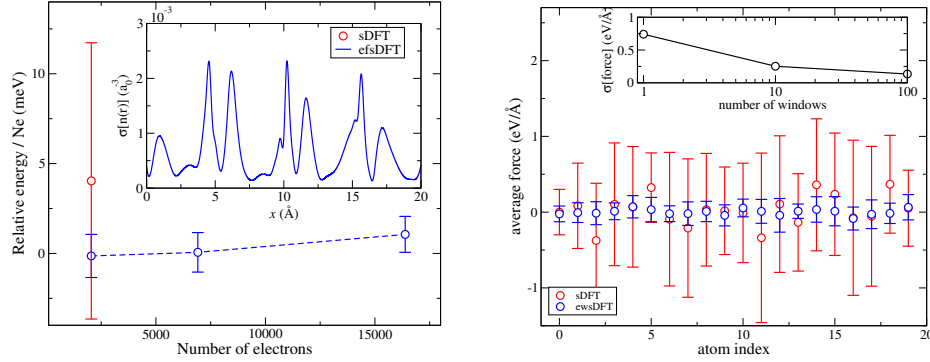 ×10⁻³
3
2
1
0
0 5 10 15 20
σ[n(r)] (a₀⁻³)
x (Å)
sDFT
efsDFT
Relative energy / Ne (meV)
10
5
0
5000 10000 15000
Number of electrons
σ[force] (eV/Å)
1
0.5
0
1 10 100
number of windows
average force (eV/Å)
2
1
0
-1
sDFT
ewsDFT
0 5 10 15 20
atom index